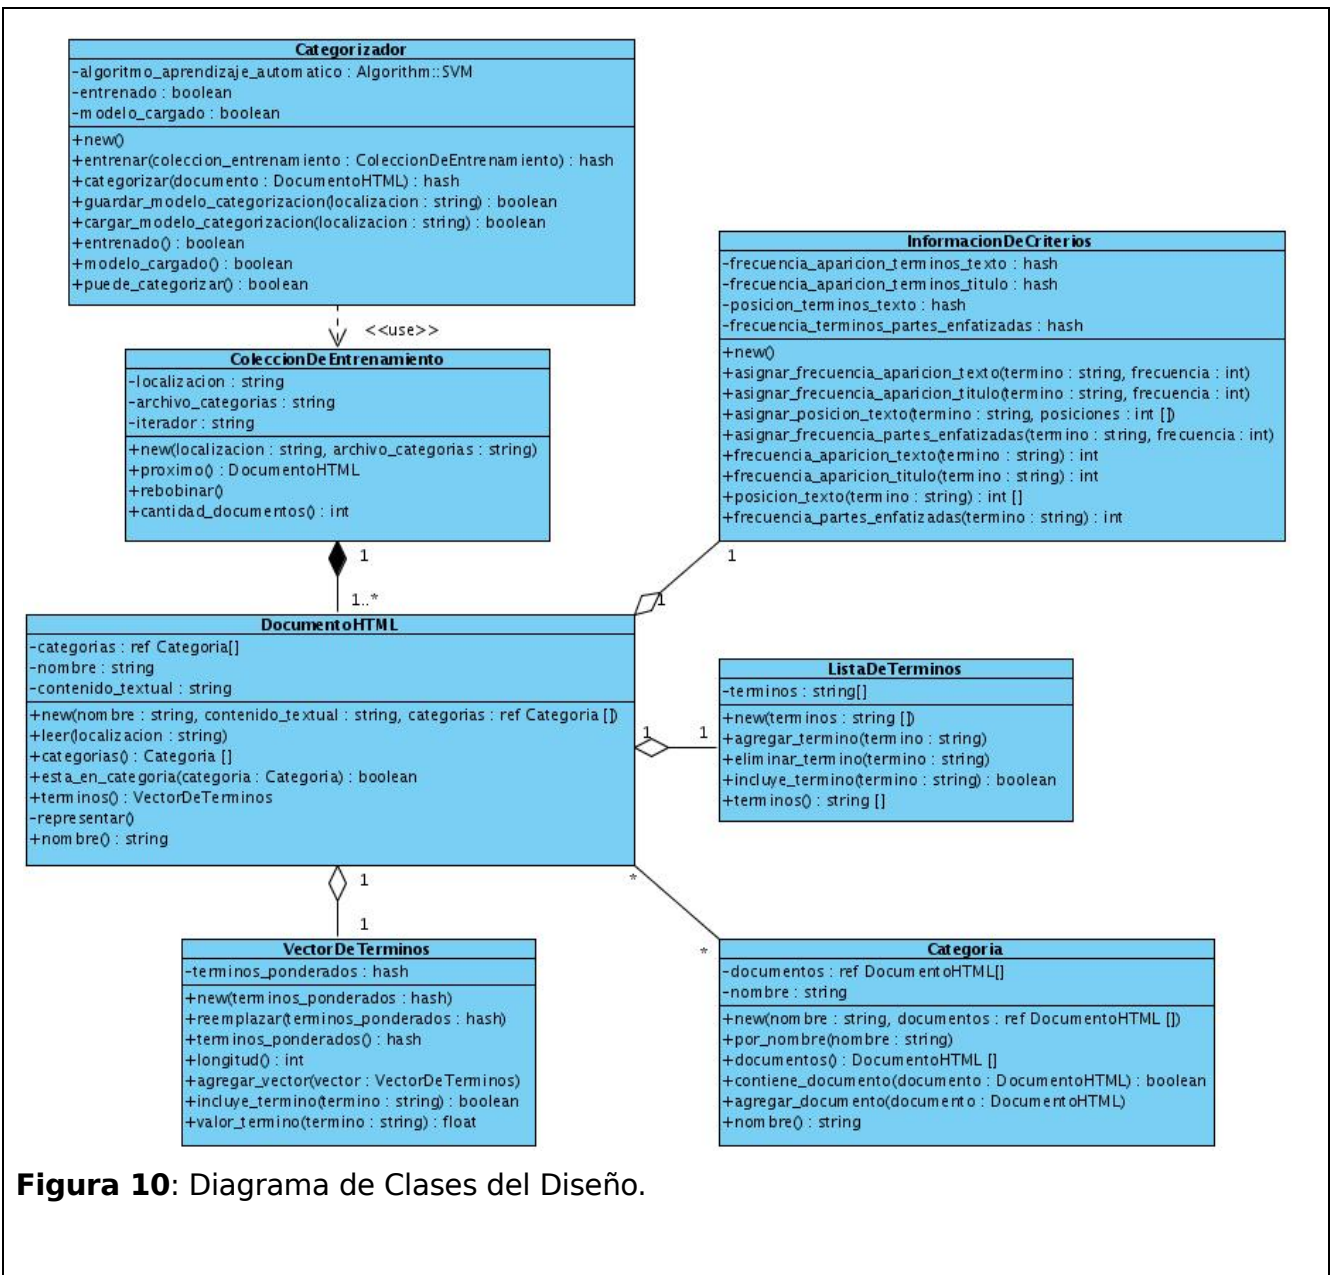 Categorizador
-algoritmo_aprendizaje_automatico : Algorithm::SVM
-entrenado : boolean
-modelo_cargado : boolean
+new()
+entrenar(coleccion_entrenamiento : ColeccionDeEntrenamiento) : hash
+categorizar(documento : DocumentoHTML) : hash
+guardar_modelo_categorizacion(localizacion : string) : boolean
+cargar_modelo_categorizacion(localizacion : string) : boolean
+entrenado() : boolean
+modelo_cargado() : boolean
+puede_categorizar() : boolean
<<use>>
ColeccionDeEntrenamiento
-localizacion : string
-archivo_categorias : string
-iterador : string
+new(localizacion : string, archivo_categorias : string)
+proximo() : DocumentoHTML
+rebobinar()
+cantidad_documentos() : int
1
1..*
InformacionDeCriterios
-frecuencia_aparicion_terminos_texto : hash
-frecuencia_aparicion_terminos_titulo : hash
-posicion_terminos_texto : hash
-frecuencia_terminos_partes_enfatizadas : hash
+new()
+asignar_frecuencia_aparicion_texto(termino : string, frecuencia : int)
+asignar_frecuencia_aparicion_titulo(termino : string, frecuencia : int)
+asignar_posicion_texto(termino : string, posiciones : int [])
+asignar_frecuencia_partes_enfatizadas(termino : string, frecuencia : int)
+frecuencia_aparicion_texto(termino : string) : int
+frecuencia_aparicion_titulo(termino : string) : int
+posicion_texto(termino : string) : int []
+frecuencia_partes_enfatizadas(termino : string) : int
1
1
DocumentoHTML
-categorias : ref Categoria[]
-nombre : string
-contenido_textual : string
+new(nombre : string, contenido_textual : string, categorias : ref Categoria [])
+leer(localizacion : string)
+categorias() : Categoria []
+esta_en_categoria(categoria : Categoria) : boolean
+terminos() : VectorDeTerminos
-representar()
+nombre() : string
1
1
ListaDeTerminos
-terminos : string[]
+new(terminos : string [])
+agregar_termino(termino : string)
+eliminar_termino(termino : string)
+incluye_termino(termino : string) : boolean
+terminos() : string []
1
1
*
*
VectorDeTerminos
-terminos_ponderados : hash
+new(terminos_ponderados : hash)
+reemplazar(terminos_ponderados : hash)
+terminos_ponderados() : hash
+longitud() : int
+agregar_vector(vector : VectorDeTerminos)
+incluye_termino(termino : string) : boolean
+valor_termino(termino : string) : float
Categoria
-documentos : ref DocumentoHTML[]
-nombre : string
+new(nombre : string, documentos : ref DocumentoHTML [])
+por_nombre(nombre : string)
+documentos() : DocumentoHTML []
+contiene_documento(documento : DocumentoHTML) : boolean
+agregar_documento(documento : DocumentoHTML)
+nombre() : string
Figura 10: Diagrama de Clases del Diseño.